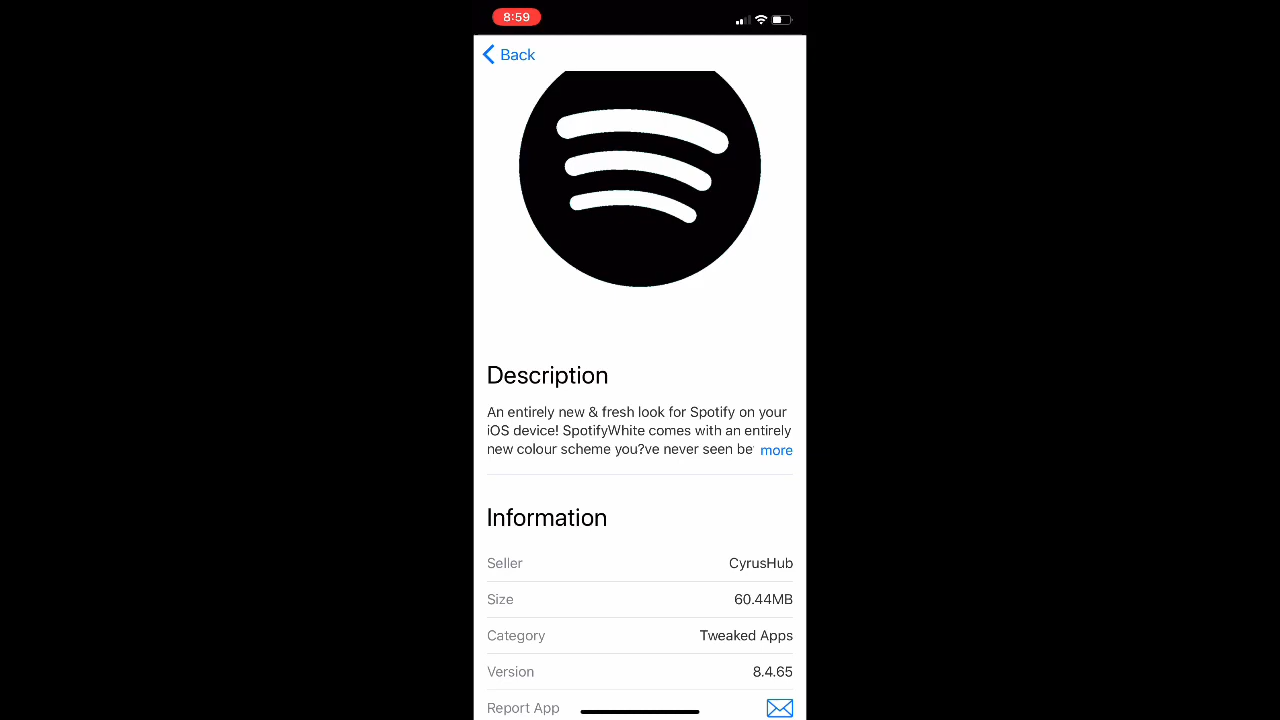 8:59
Back
Description
An entirely new & fresh look for Spotify on your
iOS device! SpotifyWhite comes with an entirely
new colour scheme you?ve never seen be more
Information
Seller CyrusHub
Size 60.44MB
Category Tweaked Apps
Version 8.4.65
Report App